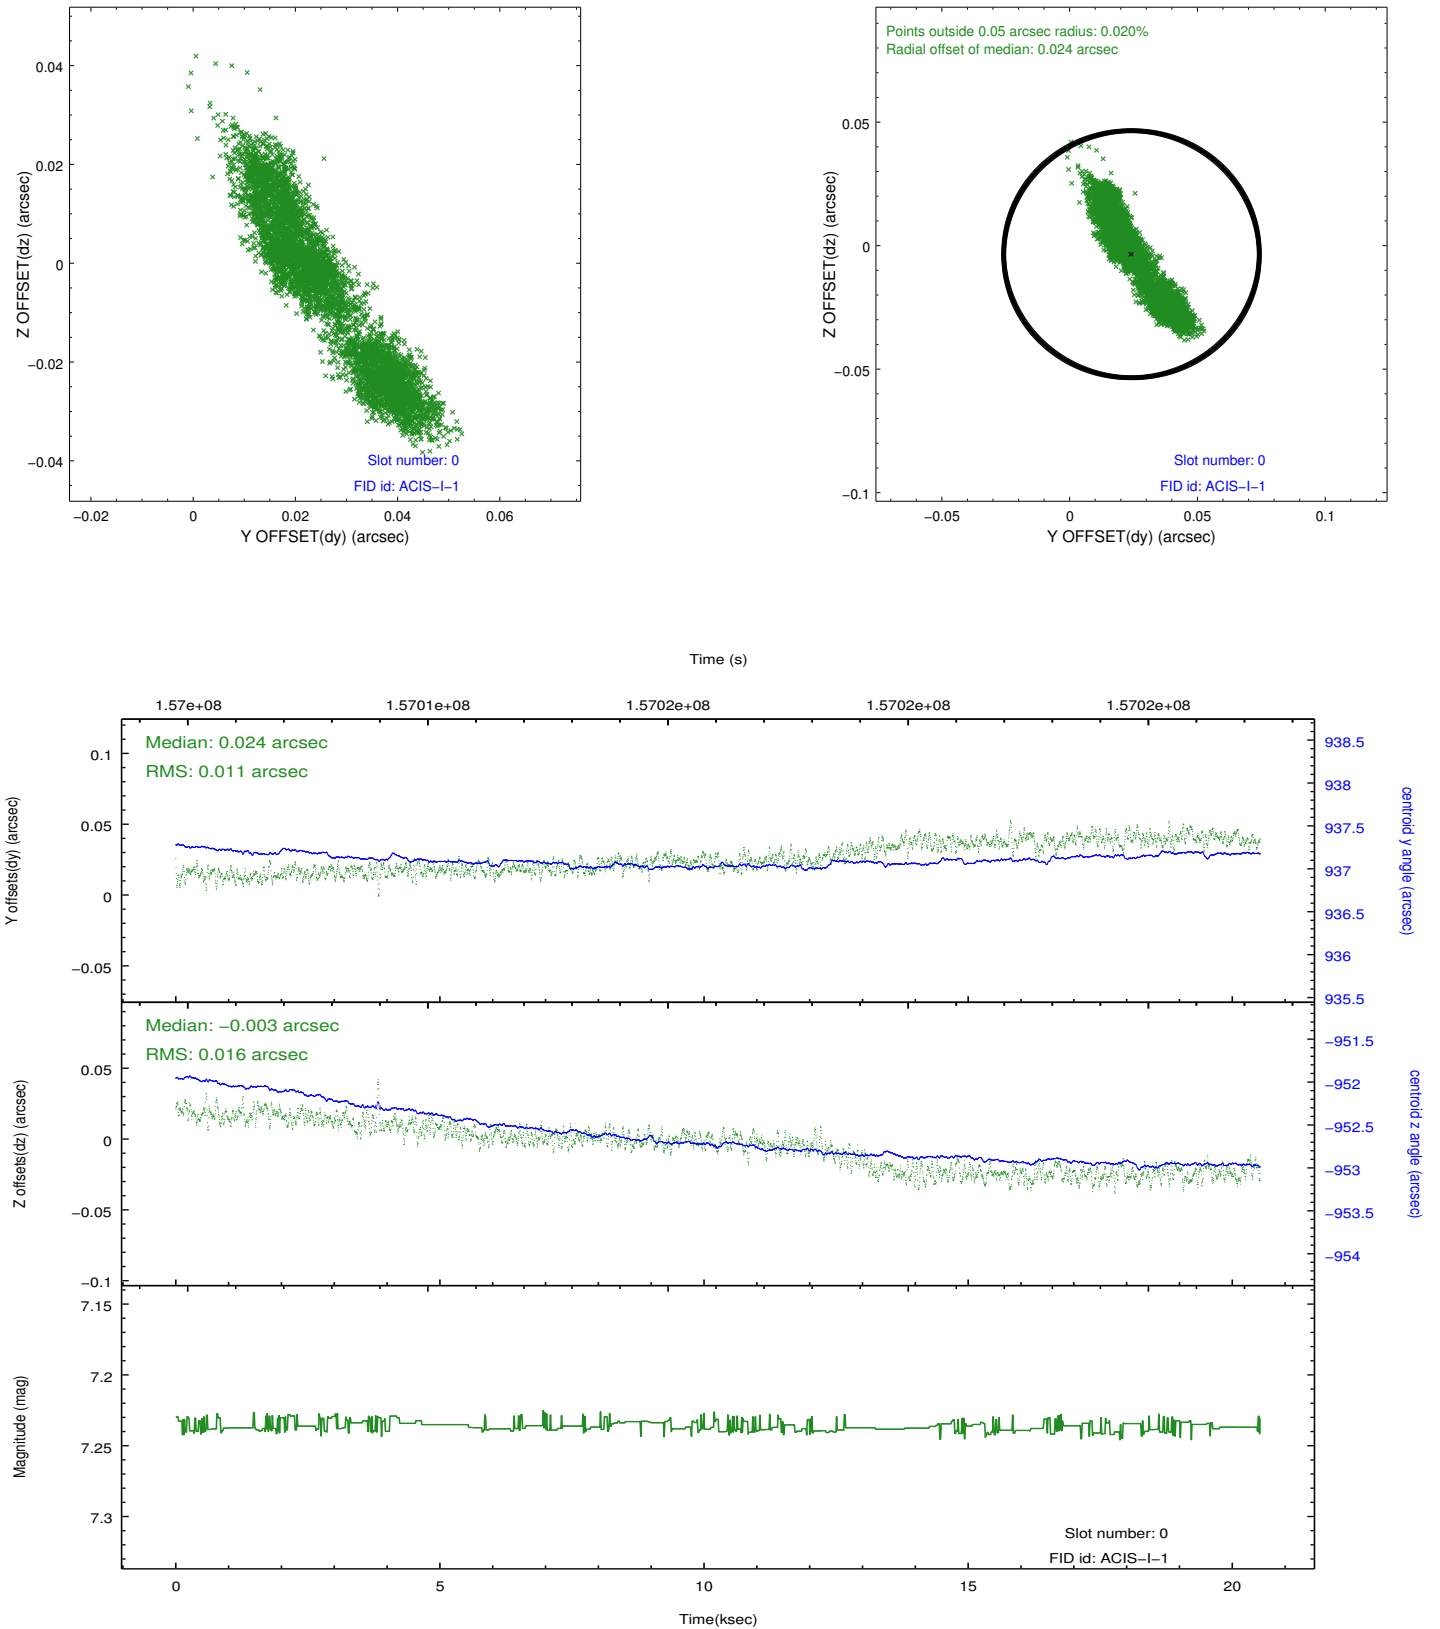 0.04
0.02
0
−0.02
−0.04
Z OFFSET(dz) (arcsec)
Slot number: 0
FID id: ACIS−I−1
−0.02
0
0.02
0.04
0.06
Y OFFSET(dy) (arcsec)
Points outside 0.05 arcsec radius: 0.020%
Radial offset of median: 0.024 arcsec
0.05
0
−0.05
−0.1
Z OFFSET(dz) (arcsec)
Slot number: 0
FID id: ACIS−I−1
−0.05
0
0.05
0.1
Y OFFSET(dy) (arcsec)
Time (s)
1.57e+08
1.5701e+08
1.5702e+08
1.5702e+08
1.5702e+08
Median: 0.024 arcsec
RMS: 0.011 arcsec
0.1
0.05
0
−0.05
Y offsets(dy) (arcsec)
938.5
938
937.5
937
936.5
936
935.5
centroid y angle (arcsec)
Median: −0.003 arcsec
RMS: 0.016 arcsec
0.05
0
−0.05
−0.1
Z offsets(dz) (arcsec)
−951.5
−952
−952.5
−953
−953.5
−954
centroid z angle (arcsec)
7.15
7.2
7.25
7.3
Magnitude (mag)
Slot number: 0
FID id: ACIS−I−1
0
5
10
15
20
Time(ksec)